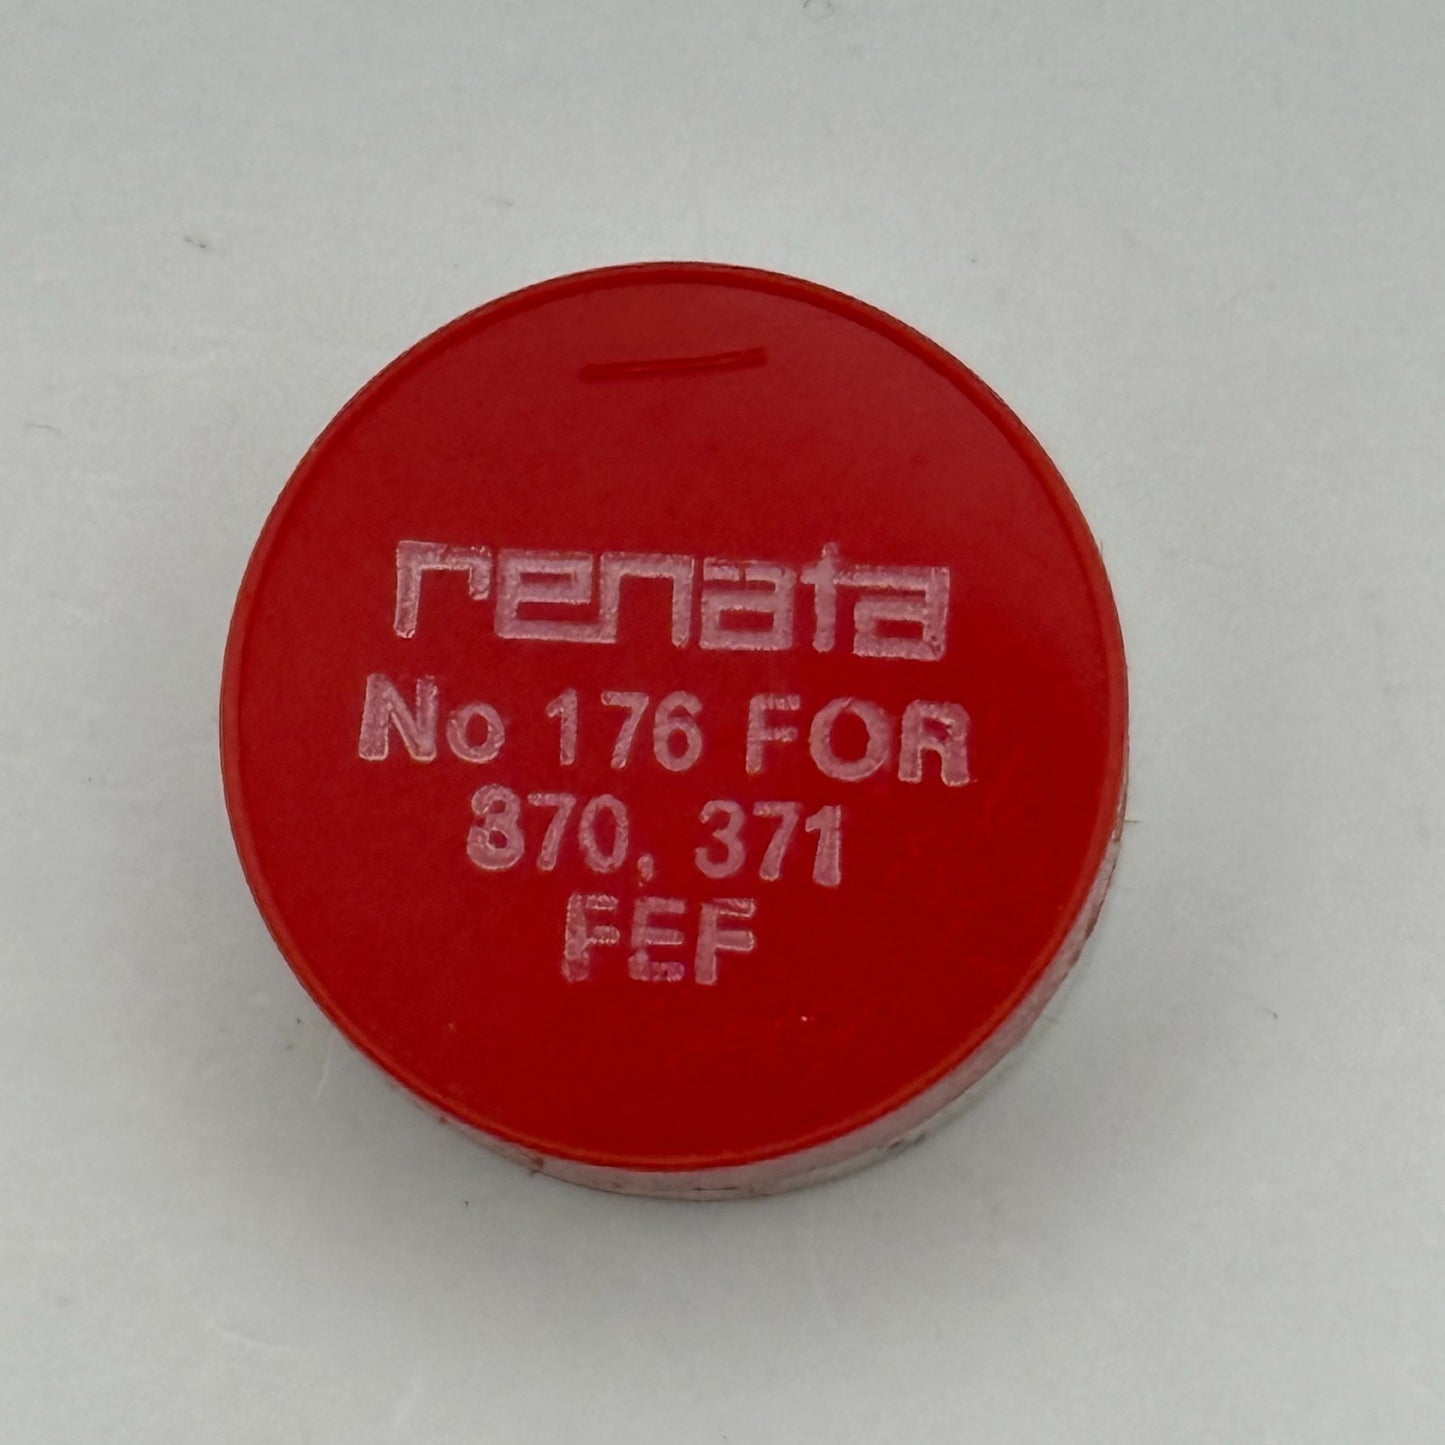 renata
No 176 FOR
370, 371
FEF